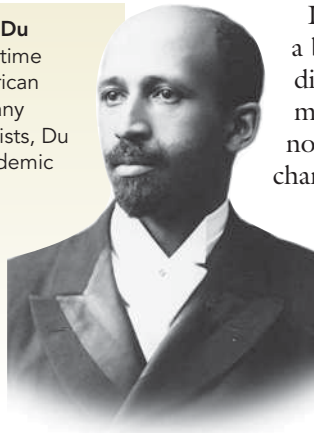 Du
time
rican
any
ists, Du
demic
a b
di
m
no
char